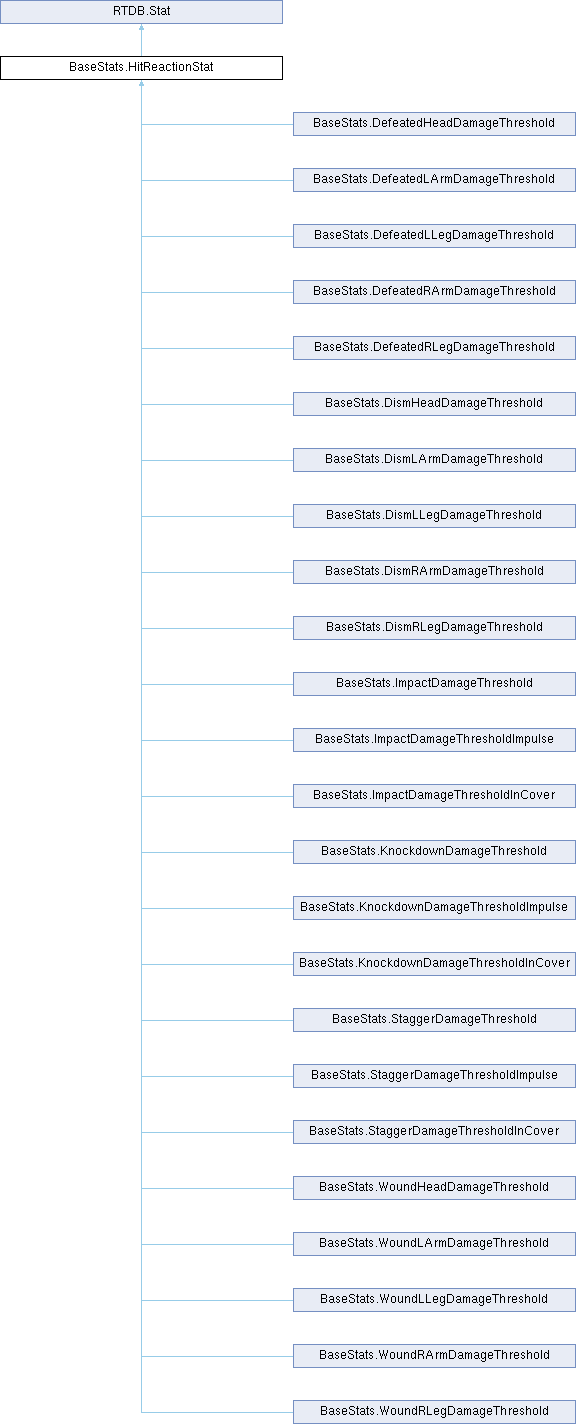 RTDB.Stat
BaseStats.HitReactionStat
BaseStats.DefeatedHeadDamageThreshold
BaseStats.DefeatedLArmDamageThreshold
BaseStats.DefeatedLLegDamageThreshold
BaseStats.DefeatedRArmDamageThreshold
BaseStats.DefeatedRLegDamageThreshold
BaseStats.DismHeadDamageThreshold
BaseStats.DismLArmDamageThreshold
BaseStats.DismLLegDamageThreshold
BaseStats.DismRArmDamageThreshold
BaseStats.DismRLegDamageThreshold
BaseStats.ImpactDamageThreshold
BaseStats.ImpactDamageThresholdImpulse
BaseStats.ImpactDamageThresholdInCover
BaseStats.KnockdownDamageThreshold
BaseStats.KnockdownDamageThresholdImpulse
BaseStats.KnockdownDamageThresholdInCover
BaseStats.StaggerDamageThreshold
BaseStats.StaggerDamageThresholdImpulse
BaseStats.StaggerDamageThresholdInCover
BaseStats.WoundHeadDamageThreshold
BaseStats.WoundLArmDamageThreshold
BaseStats.WoundLLegDamageThreshold
BaseStats.WoundRArmDamageThreshold
BaseStats.WoundRLegDamageThreshold